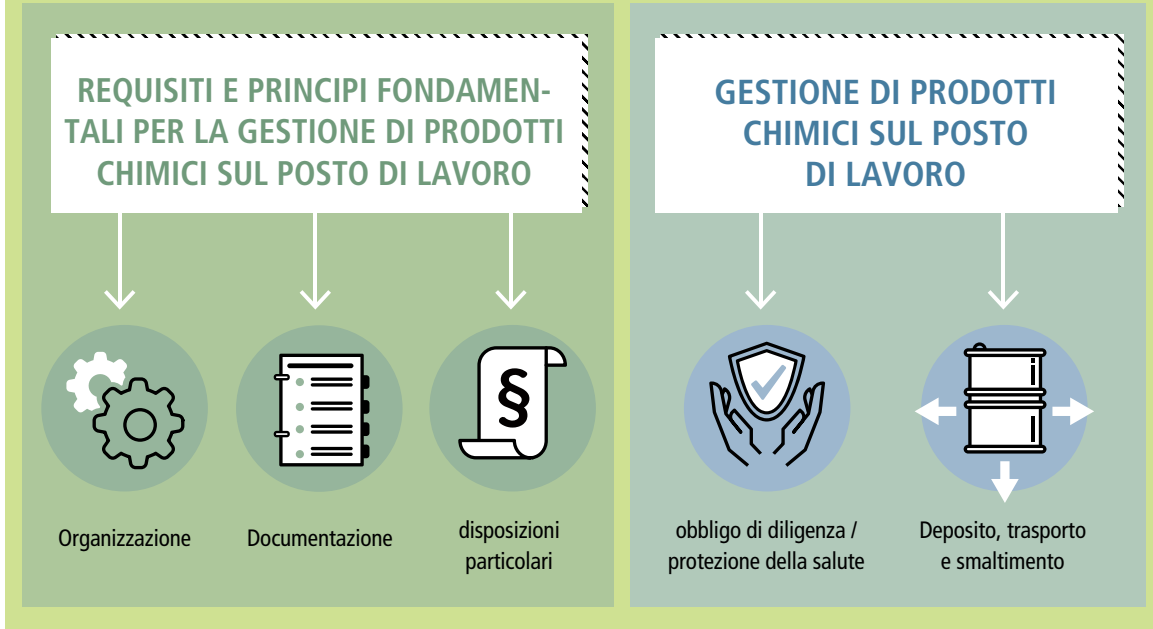 REQUISITI E PRINCIPI FONDAMEN-
TALI PER LA GESTIONE DI PRODOTTI
CHIMICI SUL POSTO DI LAVORO
§
Organizzazione
Documentazione
disposizioni
particolari
GESTIONE DI PRODOTTI
CHIMICI SUL POSTO
DI LAVORO
obbligo di diligenza /
protezione della salute
Deposito, trasporto
e smaltimento